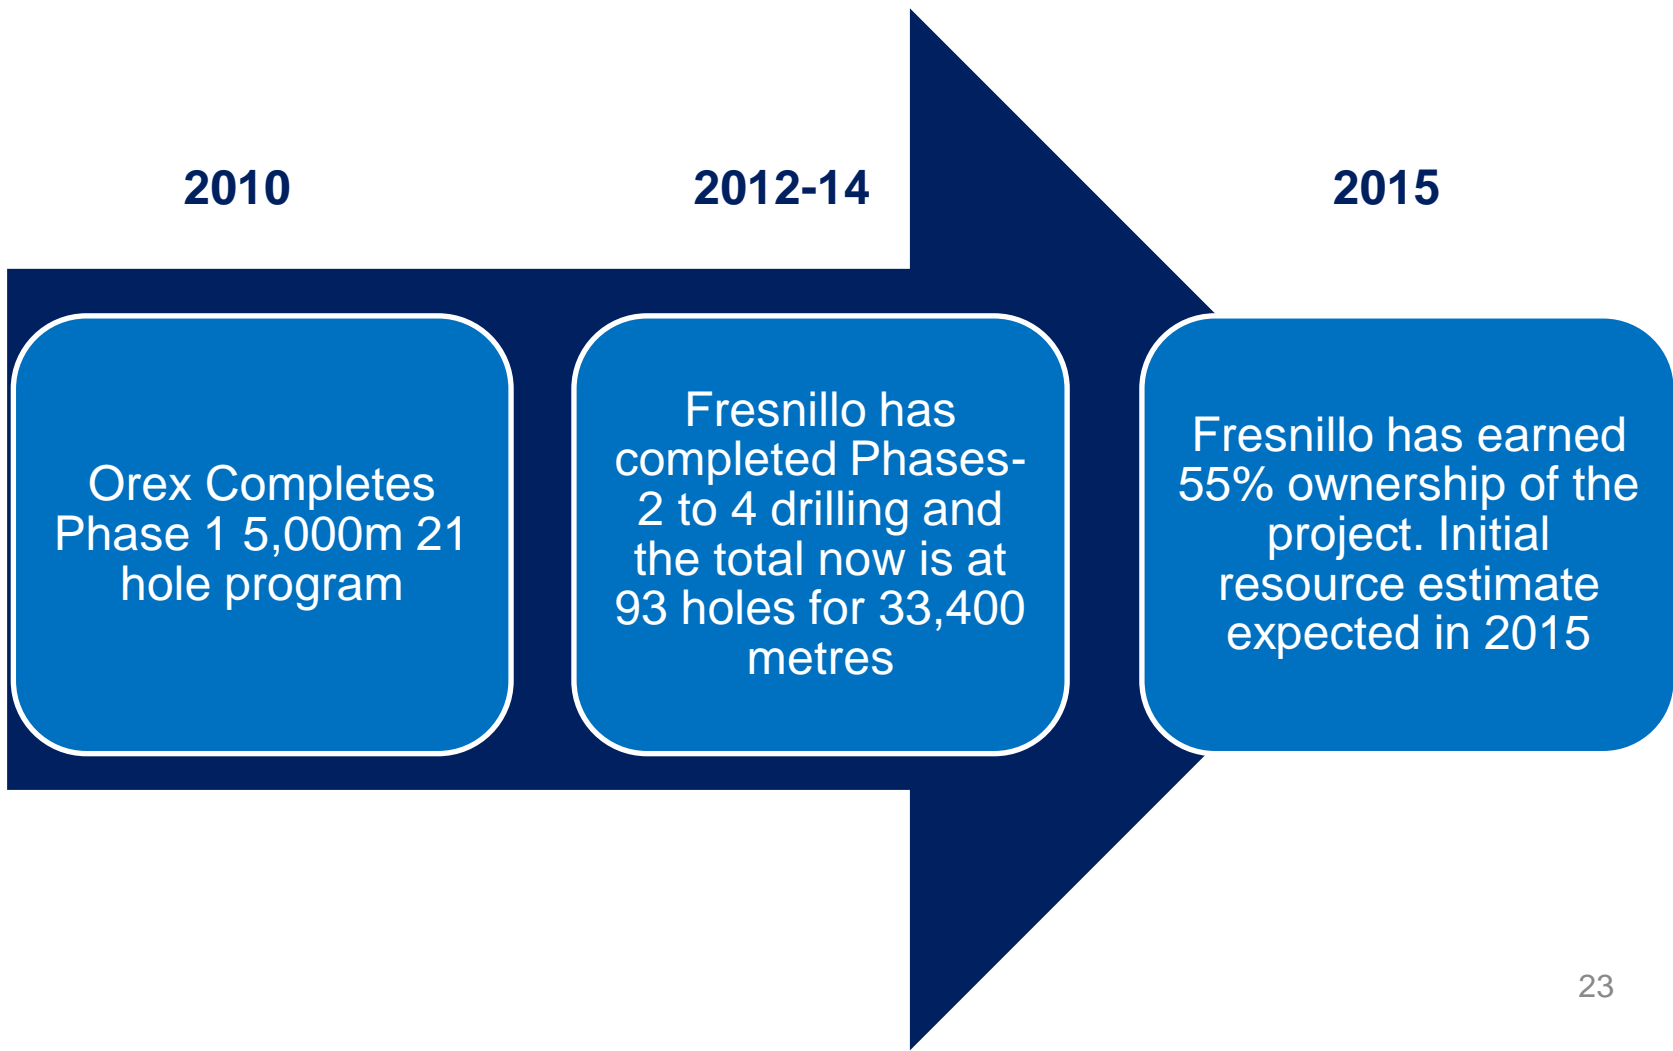 2010
2012-14
2015
Orex Completes
Phase 1 5,000m 21
hole program
Fresnillo has
completed Phases-
2 to 4 drilling and
the total now is at
93 holes for 33,400
metres
Fresnillo has earned
55% ownership of the
project. Initial
resource estimate
expected in 2015
23